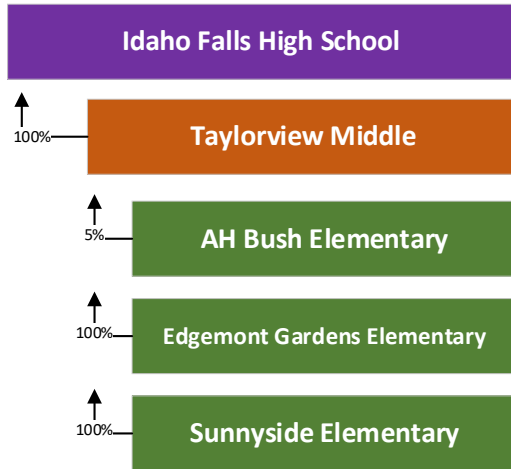 Idaho Falls High School
100%
Taylorview Middle
5%
AH Bush Elementary
100%
Edgemont Gardens Elementary
100%
Sunnyside Elementary